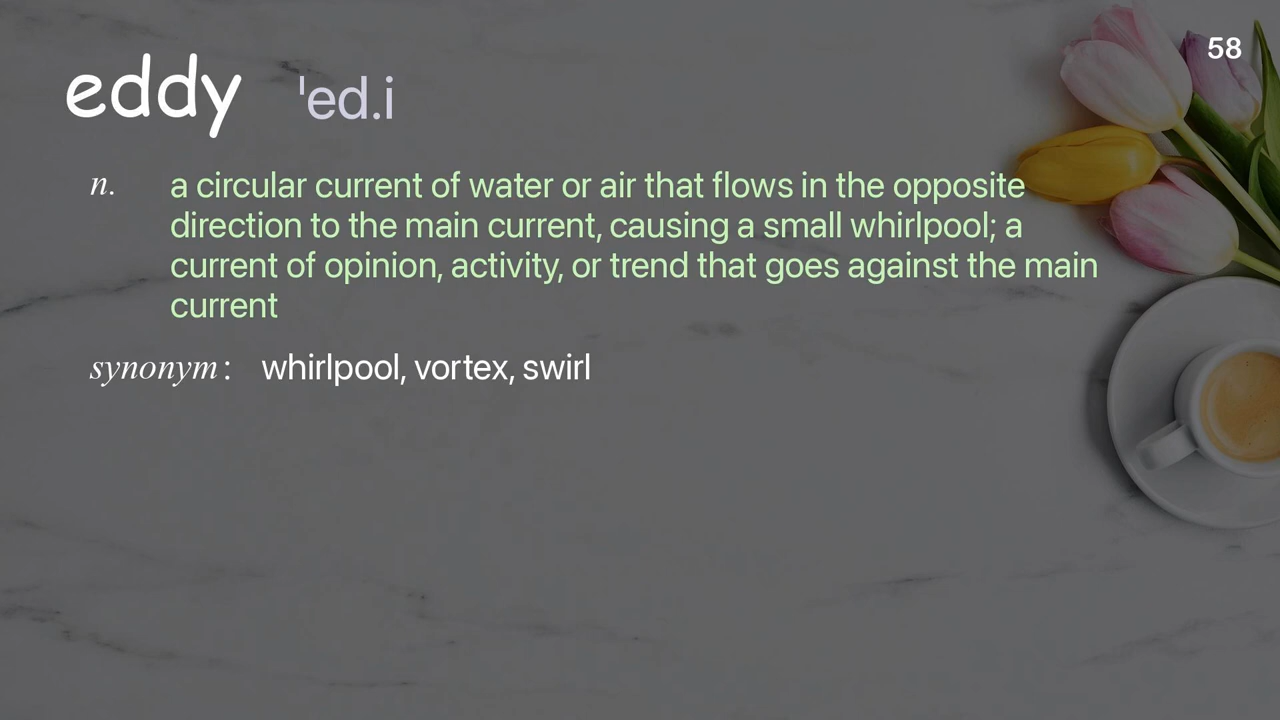 58
eddy ˈed.i
n. a circular current of water or air that flows in the opposite
direction to the main current, causing a small whirlpool; a
current of opinion, activity, or trend that goes against the main
current
synonym: whirlpool, vortex, swirl